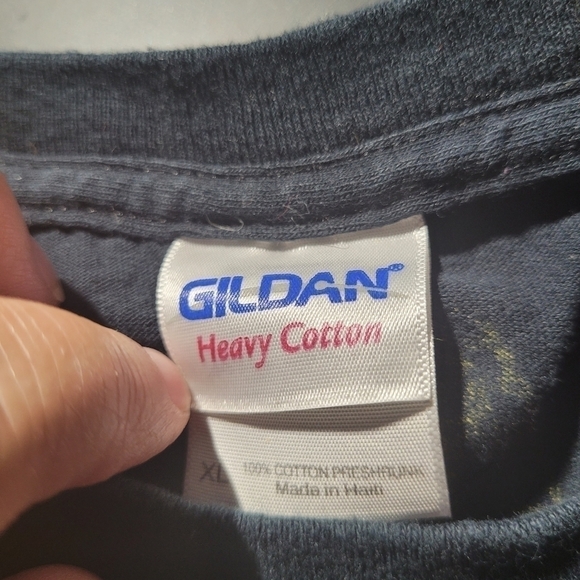 GILDAN®
Heavy Cotton
XL 100% COTTON PRESHRUNK
Made in Haiti